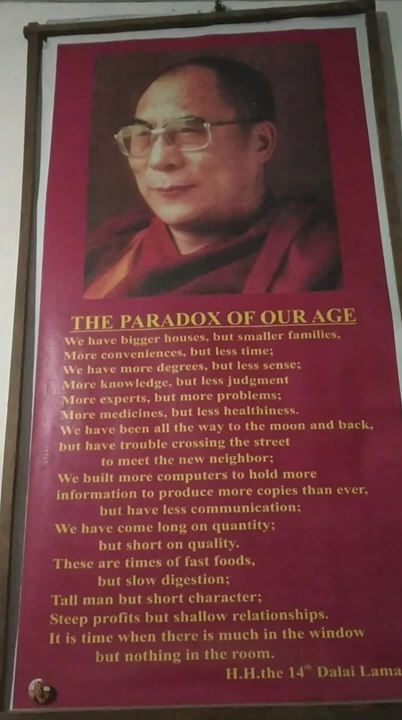 THE PARADOX OF OUR AGE
We have bigger houses, but smaller families,
More conveniences, but less time;
We have more degrees, but less sense;
More knowledge, but less judgment
More experts, but more problems;
More medicines, but less healthiness.
We have been all the way to the moon and back,
but have trouble crossing the street
to meet the new neighbor;
We built more computers to hold more
information to produce more copies than ever,
but have less communication;
We have come long on quantity;
but short on quality.
These are times of fast foods,
but slow digestion;
Tall man but short character;
Steep profits but shallow relationships.
It is time when there is much in the window
but nothing in the room.
H.H.the 14th Dalai Lama